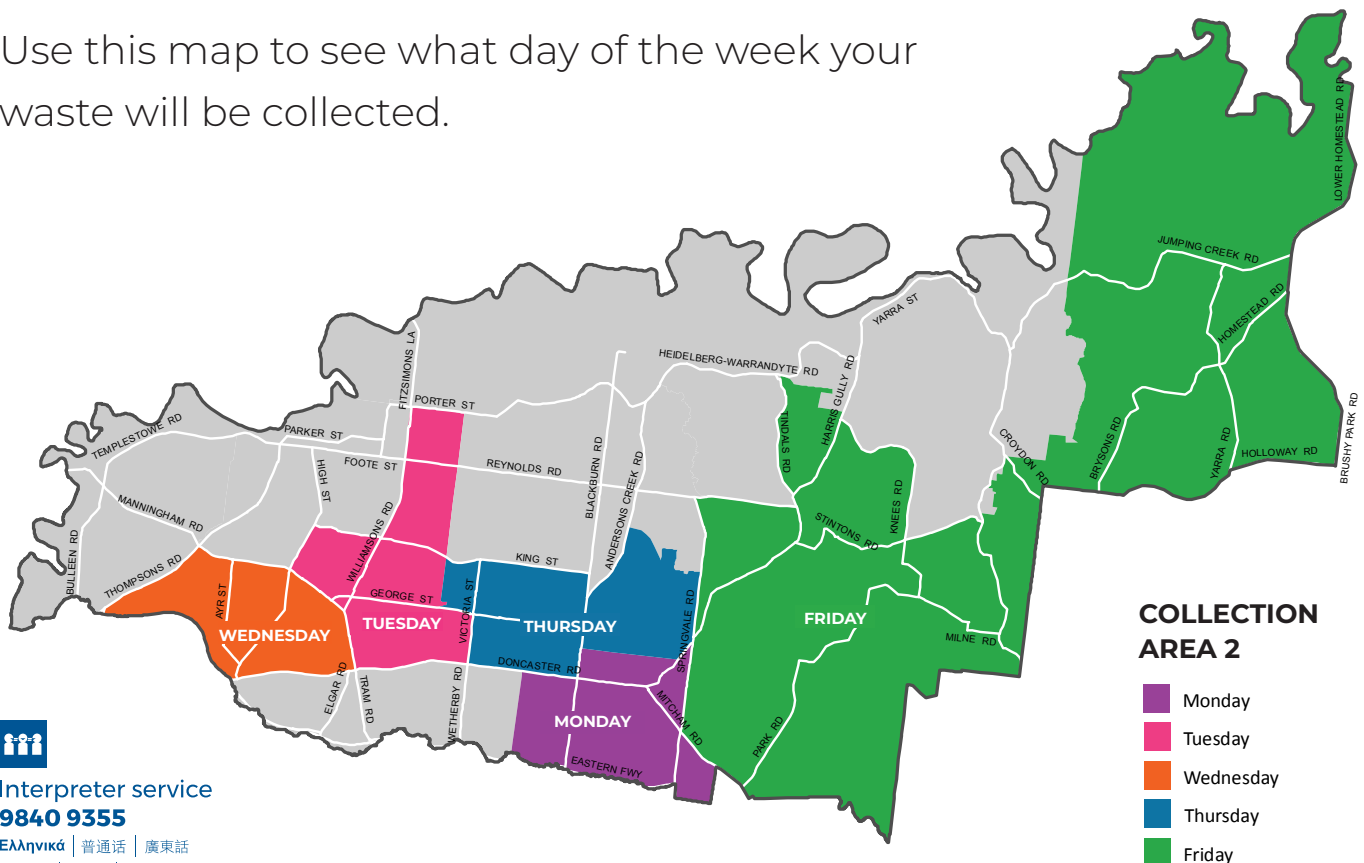 Use this map to see what day of the week your
waste will be collected.
LOWER HOMESTEAD RD
JUMPING CREEK RD
HOMESTEAD RD
YARRA ST
HEIDELBERG-WARRANDYTE RD
FITZSIMONS LA
PORTER ST
HARRIS GULLY RD
TINDALS RD
TEMPLESTOWE RD
PARKER ST
FOOTE ST
HIGH ST
REYNOLDS RD
BLACKBURN RD
ANDERSONS CREEK RD
CROYDON RD
BRYSONS RD
YARRA RD
HOLLOWAY RD
BRUSHY PARK RD
MANNINGHAM RD
WILLIAMSONS RD
KNEES RD
STINTONS RD
BULLEEN RD
THOMPSONS RD
KING ST
AYR ST
GEORGE ST
VICTORIA ST
SPRINGVALE RD
WEDNESDAY
TUESDAY
THURSDAY
FRIDAY
MILNE RD
DONCASTER RD
ELGAR RD
TRAM RD
WETHERBY RD
MITCHAM RD
MONDAY
PARK RD
EASTERN FWY
COLLECTION
AREA 2
Monday
Tuesday
Wednesday
Thursday
Friday
Interpreter service
9840 9355
Ελληνικά | 普通话 | 廣東話